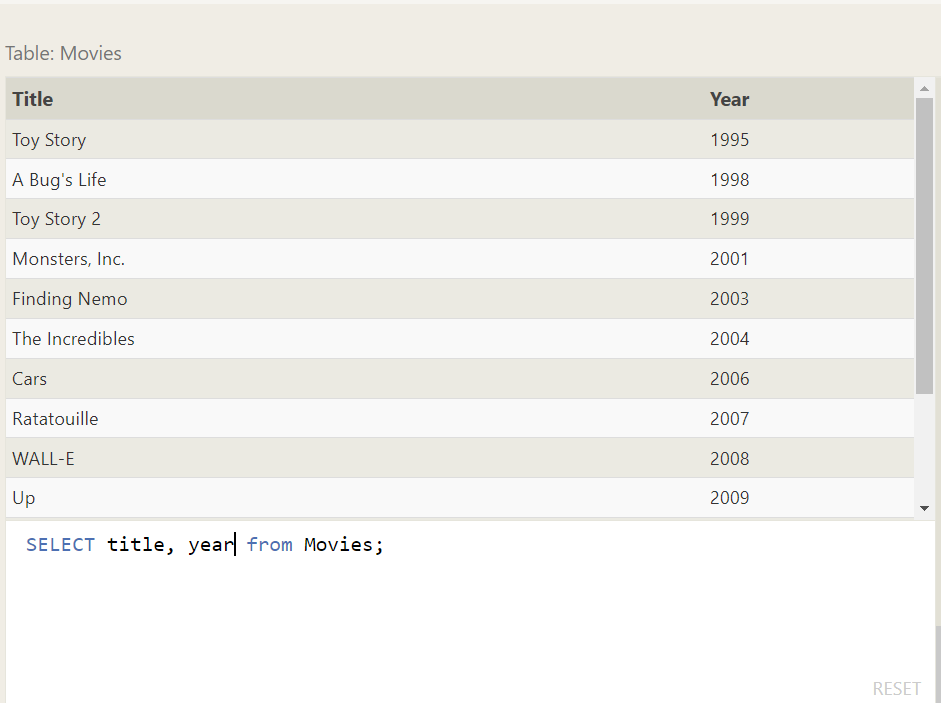 Table: Movies
Title Year
Toy Story 1995
A Bug's Life 1998
Toy Story 2 1999
Monsters, Inc. 2001
Finding Nemo 2003
The Incredibles 2004
Cars 2006
Ratatouille 2007
WALL-E 2008
Up 2009
SELECT title, year from Movies;
RESET